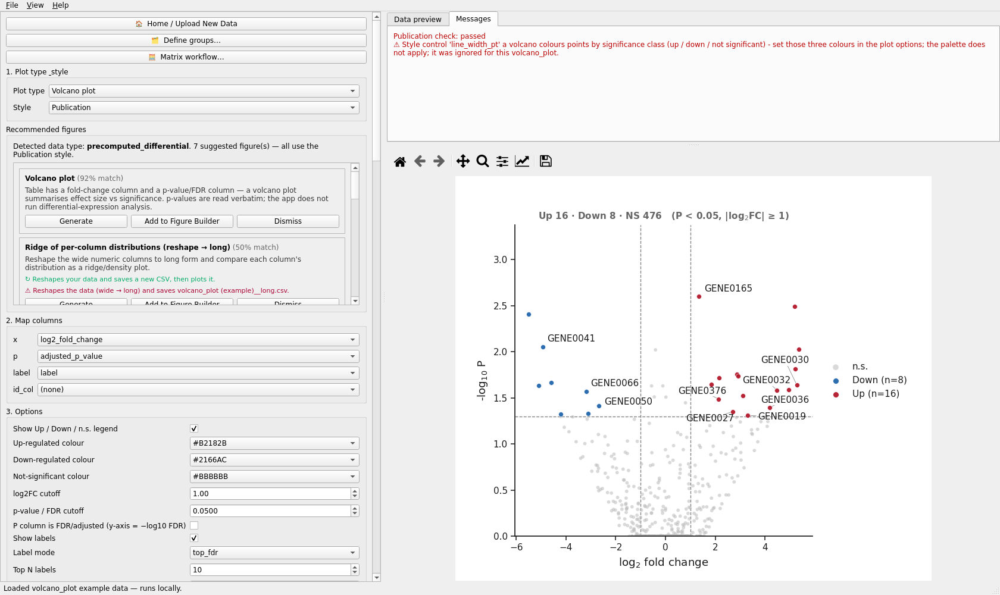 File View Help
🏠 Home / Upload New Data
🗂️ Define groups...
🧮 Matrix workflow...
1. Plot type _style
Plot type Volcano plot
Style Publication
Recommended figures
Detected data type: precomputed_differential. 7 suggested figure(s) — all use the
Publication style.
Volcano plot (92% match)
Table has a fold-change column and a p-value/FDR column — a volcano plot
summarises effect size vs significance. p-values are read verbatim; the app does not
run differential-expression analysis.
Generate Add to Figure Builder Dismiss
Ridge of per-column distributions (reshape → long) (50% match)
Reshape the wide numeric columns to long form and compare each column's
distribution as a ridge/density plot.
↻ Reshapes your data and saves a new CSV, then plots it.
⚠ Reshapes the data (wide → long) and saves volcano_plot (example)__long.csv.
Generate Add to Figure Builder Dismiss
2. Map columns
x log2_fold_change
p adjusted_p_value
label label
id_col (none)
3. Options
Show Up / Down / n.s. legend
Up-regulated colour #B2182B
Down-regulated colour #2166AC
Not-significant colour #BBBBBB
log2FC cutoff 1.00
p-value / FDR cutoff 0.0500
P column is FDR/adjusted (y-axis = −log10 FDR)
Show labels
Label mode top_fdr
Top N labels 10
Loaded volcano_plot example data — runs locally.
Data preview Messages
Publication check: passed
⚠ Style control 'line_width_pt' a volcano colours points by significance class (up / down / not significant) - set those three colours in the plot options; the palette does
not apply; it was ignored for this volcano_plot.
Up 16 · Down 8 · NS 476 (P < 0.05, |log₂FC| ≥ 1)
3.0
2.5
2.0
1.5
1.0
0.5
0.0
-log₁₀ P
GENE0165
GENE0041
GENE0030
GENE0066
GENE0032
GENE0376
GENE0050
GENE0036
GENE0027
GENE0019
−6 −4 −2 0 2 4
log₂ fold change
n.s.
Down (n=8)
Up (n=16)